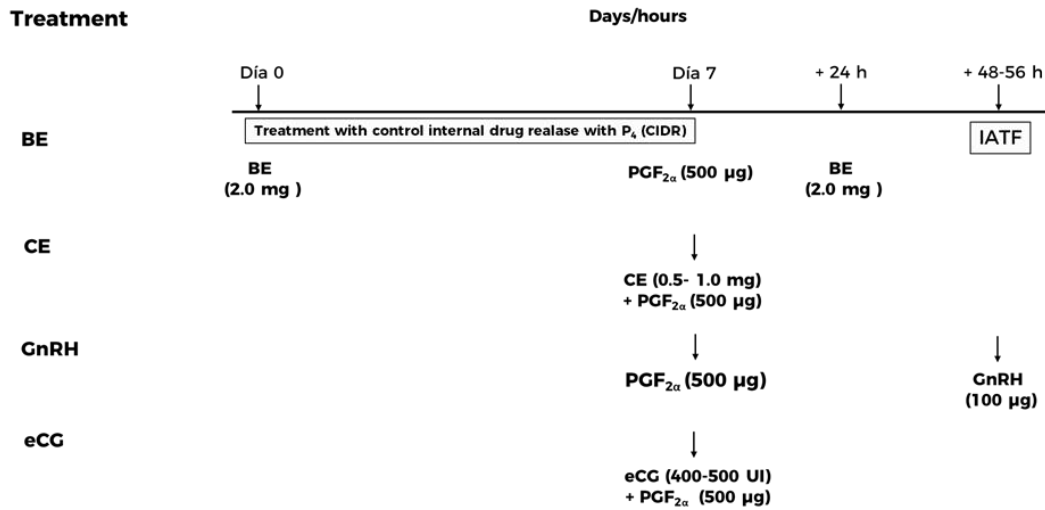 Treatment
Days/hours
Día 0
Día 7
+ 24 h
+ 48-56 h
Treatment with control internal drug realase with P₄ (CIDR)
IATF
BE
BE
(2.0 mg )
PGF₂α (500 µg)
BE
(2.0 mg )
CE
CE (0.5- 1.0 mg)
+ PGF₂α (500 µg)
GnRH
PGF₂α (500 µg)
GnRH
(100 µg)
eCG
eCG (400-500 UI)
+ PGF₂α (500 µg)